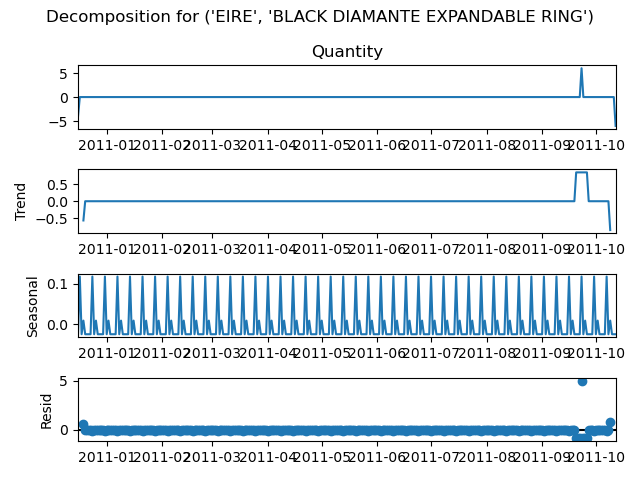 Decomposition for ('EIRE', 'BLACK DIAMANTE EXPANDABLE RING')
Quantity
5
0
−5
2011-01 2011-02 2011-03 2011-04 2011-05 2011-06 2011-07 2011-08 2011-09 2011-10
Trend
0.5
0.0
−0.5
2011-01 2011-02 2011-03 2011-04 2011-05 2011-06 2011-07 2011-08 2011-09 2011-10
Seasonal
0.1
0.0
2011-01 2011-02 2011-03 2011-04 2011-05 2011-06 2011-07 2011-08 2011-09 2011-10
Resid
5
0
2011-01 2011-02 2011-03 2011-04 2011-05 2011-06 2011-07 2011-08 2011-09 2011-10